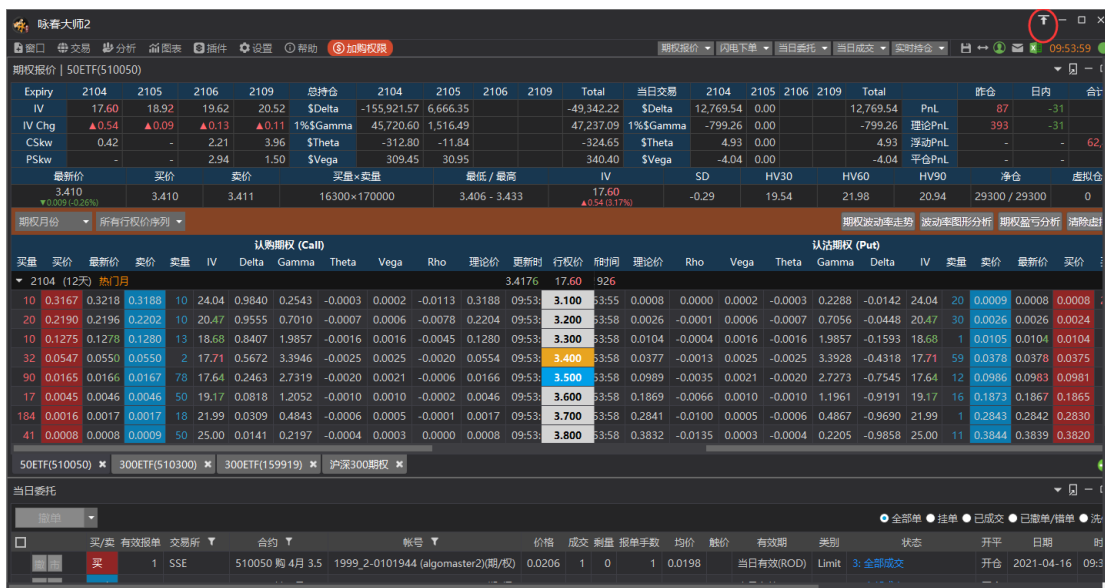 咏春大师2
窗口 交易 分析 图表 插件 设置 帮助 加购权限 期权报价 闪电下单 当日委托 当日成交 实时持仓 09:53:59
期权报价 | 50ETF(510050)
Expiry 2104 2105 2106 2109 总持仓 2104 2105 2106 2109 Total 当日交易 2104 2105 2106 2109 Total 昨仓 日内 合计
IV 17.60 18.92 19.62 20.52 $Delta -155,921.57 6,666.35 -49,342.22 $Delta 12,769.54 0.00 12,769.54 PnL 87 -31
IV Chg ▲0.54 ▲0.09 ▲0.13 ▲0.11 1%$Gamma 45,720.60 1,516.49 47,237.09 1%$Gamma -799.26 0.00 -799.26 理论PnL 393 -31
CSkw 0.42 - 2.21 3.96 $Theta -312.80 -11.84 -324.65 $Theta 4.93 0.00 4.93 浮动PnL - - 62,
PSkw - - 2.94 1.50 $Vega 309.45 30.95 340.40 $Vega -4.04 0.00 -4.04 平仓PnL - -
最新价 买价 卖价 买量×卖量 最低 / 最高 IV SD HV30 HV60 HV90 净仓 虚拟仓
3.410 3.410 3.411 16300×170000 3.406 - 3.433 17.60 -0.29 19.54 21.98 20.94 29300 / 29300 0
▼0.009 (-0.26%) ▲0.54 (3.17%)
期权月份 所有行权价序列 期权波动率走势 波动率图形分析 期权盈亏分析 清除虚
认购期权 (Call) 认沽期权 (Put)
买量 买价 最新价 卖价 卖量 IV Delta Gamma Theta Vega Rho 理论价 更新时 行权价 时间 理论价 Rho Vega Theta Gamma Delta IV 卖量 卖价 最新价 买价
2104 (12天) 热门月 3.4176 17.60 926
10 0.3167 0.3218 0.3188 10 24.04 0.9840 0.2543 -0.0003 0.0002 -0.0113 0.3188 09:53: 3.100 53:55 0.0008 0.0000 0.0002 -0.0003 0.2288 -0.0142 24.04 20 0.0009 0.0008 0.0008
20 0.2190 0.2196 0.2202 10 20.47 0.9555 0.7010 -0.0007 0.0006 -0.0078 0.2204 09:53: 3.200 53:58 0.0026 -0.0001 0.0006 -0.0007 0.7056 -0.0448 20.47 30 0.0026 0.0026 0.0024
10 0.1275 0.1278 0.1280 13 18.68 0.8407 1.9857 -0.0016 0.0016 -0.0045 0.1280 09:53: 3.300 53:58 0.0104 -0.0004 0.0016 -0.0016 1.9857 -0.1593 18.68 1 0.0105 0.0104 0.0104
32 0.0547 0.0550 0.0550 2 17.71 0.5672 3.3946 -0.0025 0.0025 -0.0020 0.0554 09:53: 3.400 53:58 0.0377 -0.0013 0.0025 -0.0025 3.3928 -0.4318 17.71 59 0.0378 0.0378 0.0375
90 0.0165 0.0166 0.0167 78 17.64 0.2463 2.7319 -0.0020 0.0021 -0.0006 0.0166 09:53: 3.500 53:58 0.0989 -0.0035 0.0021 -0.0020 2.7273 -0.7545 17.64 12 0.0986 0.0983 0.0981
17 0.0045 0.0046 0.0046 50 19.17 0.0818 1.2052 -0.0010 0.0010 -0.0002 0.0046 09:53: 3.600 53:58 0.1869 -0.0066 0.0010 -0.0010 1.1961 -0.9191 19.17 16 0.1873 0.1867 0.1865
184 0.0016 0.0017 0.0017 18 21.99 0.0309 0.4843 -0.0006 0.0005 -0.0001 0.0017 09:53: 3.700 53:58 0.2841 -0.0100 0.0005 -0.0006 0.4867 -0.9690 21.99 1 0.2843 0.2842 0.2830
41 0.0008 0.0008 0.0009 50 25.00 0.0141 0.2197 -0.0004 0.0003 0.0000 0.0008 09:53: 3.800 53:58 0.3832 -0.0135 0.0003 -0.0004 0.2205 -0.9858 25.00 11 0.3844 0.3839 0.3820
50ETF(510050) 300ETF(510300) 300ETF(159919) 沪深300期权
当日委托
撤单 全部单 挂单 已成交 已撤单/错单 洗
买/卖 有效报单 交易所 合约 帐号 价格 成交 剩量 报单手数 均价 触价 有效期 类别 状态 开平 日期 时
买 1 SSE 510050 购 4月 3.5 1999_2-0101944 (algomaster2)(期/权) 0.0206 1 0 1 0.0198 当日有效(ROD) Limit 3: 全部成交 开仓 2021-04-16 09:3